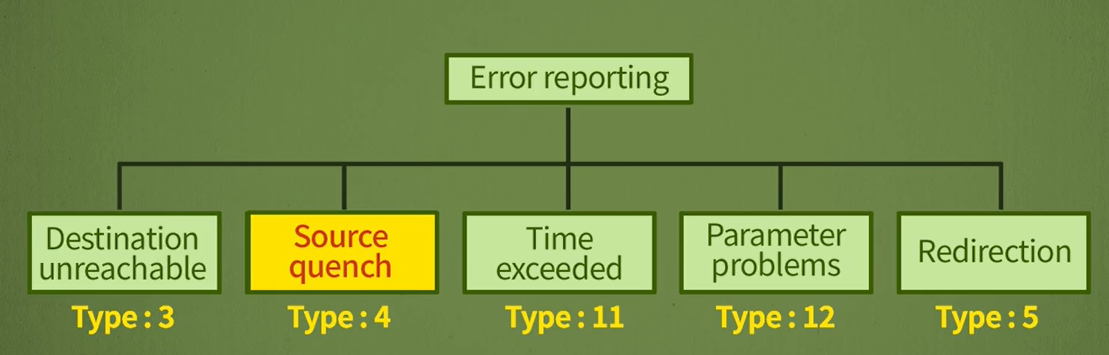 Error reporting
Destination
unreachable
Source
quench
Time
exceeded
Parameter
problems
Redirection
Type : 3
Type : 4
Type : 11
Type : 12
Type : 5